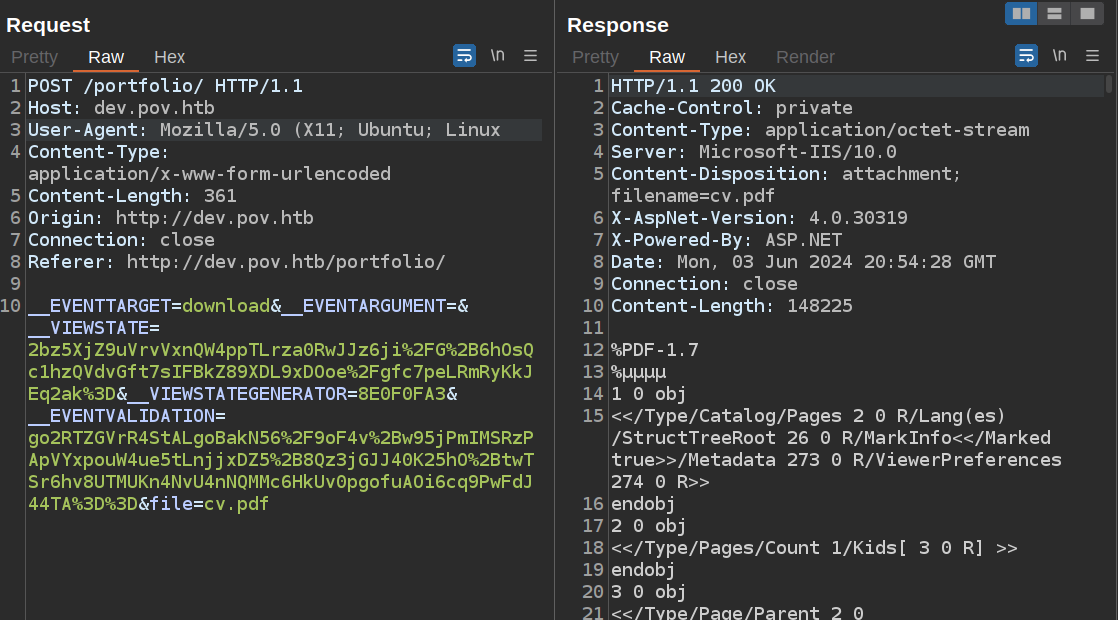 Request
Pretty Raw Hex \n
1 POST /portfolio/ HTTP/1.1
2 Host: dev.pov.htb
3 User-Agent: Mozilla/5.0 (X11; Ubuntu; Linux
4 Content-Type:
application/x-www-form-urlencoded
5 Content-Length: 361
6 Origin: http://dev.pov.htb
7 Connection: close
8 Referer: http://dev.pov.htb/portfolio/
9
10 __EVENTTARGET=download&__EVENTARGUMENT=&
__VIEWSTATE=
2bz5XjZ9uVrvVxnQW4ppTLrza0RwJJz6ji%2FG%2B6hOsQ
c1hzQVdvGft7sIFBkZ89XDL9xDOoe%2Fgfc7peLRmRyKkJ
Eq2ak%3D&__VIEWSTATEGENERATOR=8E0F0FA3&
__EVENTVALIDATION=
go2RTZGVrR4StALgoBakN56%2F9oF4v%2Bw95jPmIMSRzP
ApVYxpouW4ue5tLnjjxDZ5%2B8Qz3jGJJ40K25hO%2BtwT
Sr6hv8UTMUKn4NvU4nNQMMc6HkUv0pgofuAOi6cq9PwFdJ
44TA%3D%3D&file=cv.pdf
Response
Pretty Raw Hex Render \n
1 HTTP/1.1 200 OK
2 Cache-Control: private
3 Content-Type: application/octet-stream
4 Server: Microsoft-IIS/10.0
5 Content-Disposition: attachment;
filename=cv.pdf
6 X-AspNet-Version: 4.0.30319
7 X-Powered-By: ASP.NET
8 Date: Mon, 03 Jun 2024 20:54:28 GMT
9 Connection: close
10 Content-Length: 148225
11
12 %PDF-1.7
13 %µµµµ
14 1 0 obj
15 <</Type/Catalog/Pages 2 0 R/Lang(es)
/StructTreeRoot 26 0 R/MarkInfo<</Marked
true>>/Metadata 273 0 R/ViewerPreferences
274 0 R>>
16 endobj
17 2 0 obj
18 <</Type/Pages/Count 1/Kids[ 3 0 R] >>
19 endobj
20 3 0 obj
21 <</Type/Page/Parent 2 0